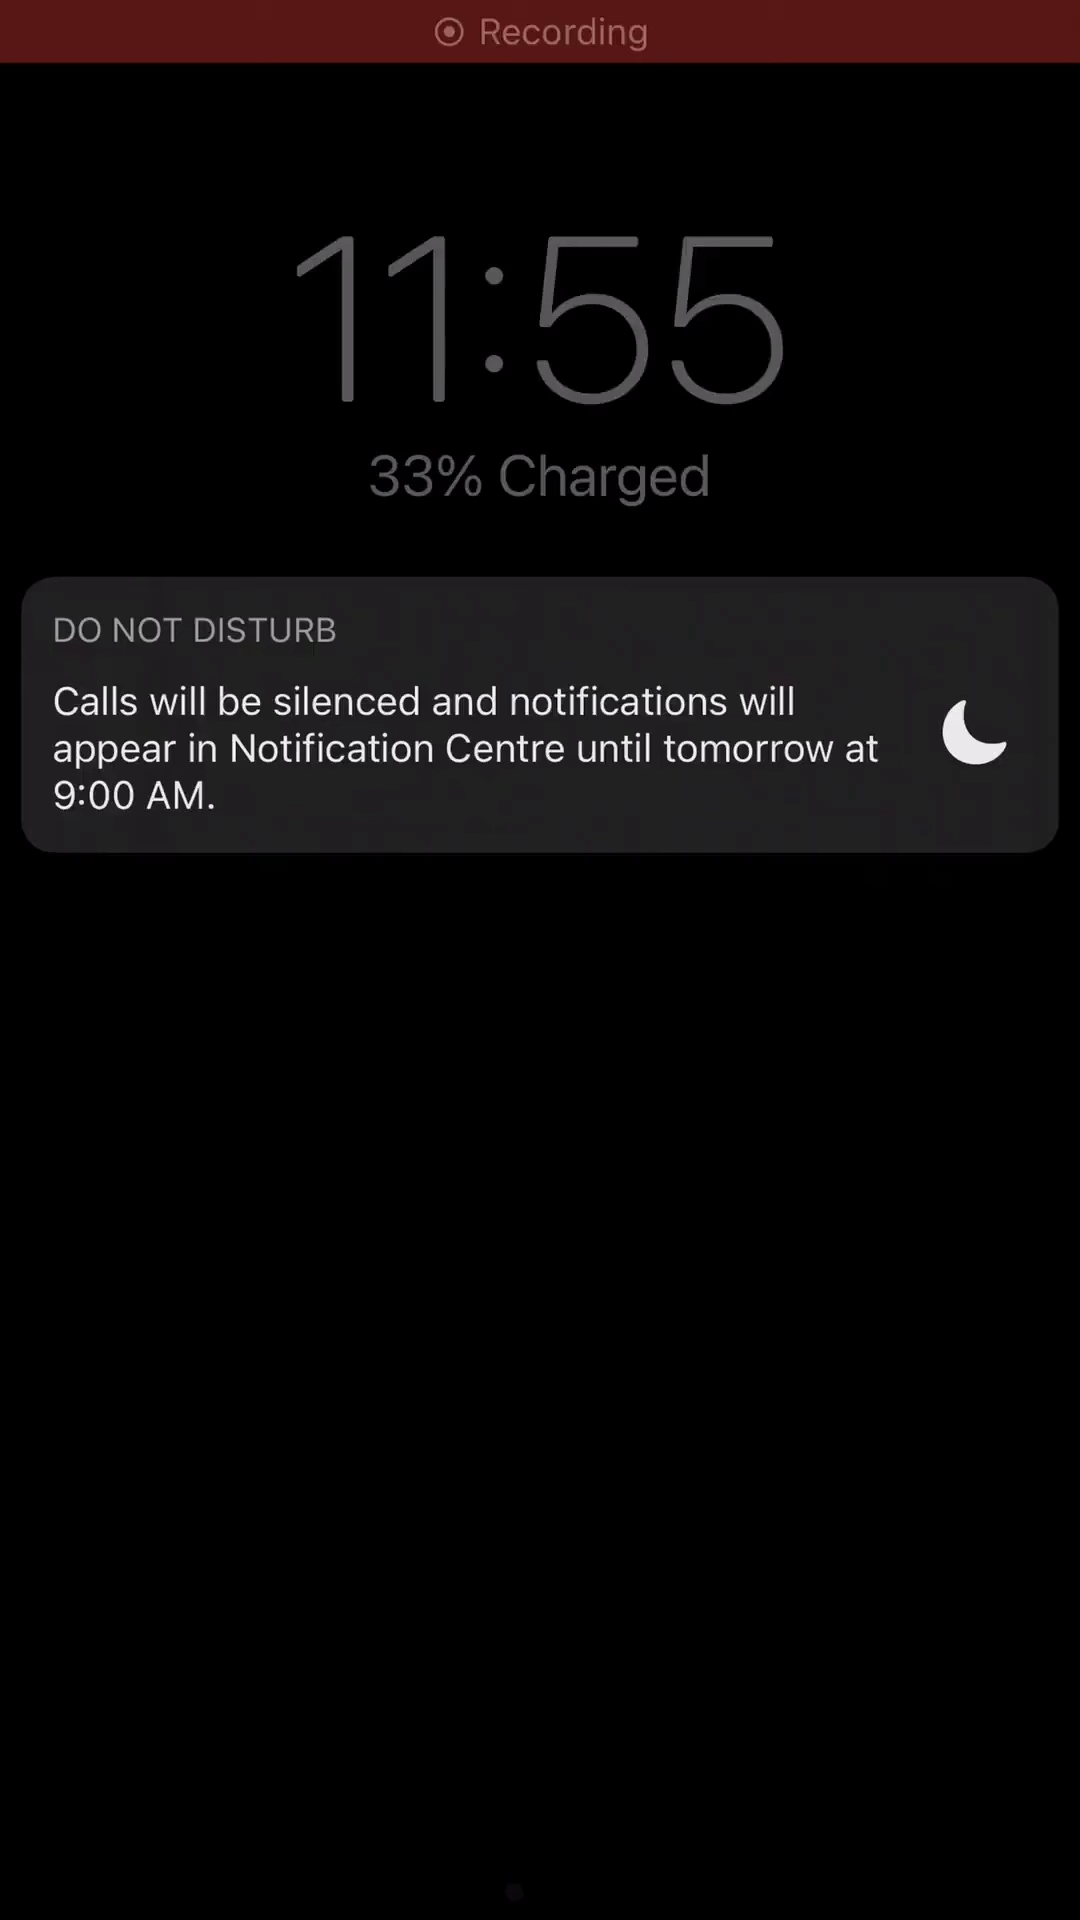 Recording
11:55
33% Charged
DO NOT DISTURB
Calls will be silenced and notifications will
appear in Notification Centre until tomorrow at
9:00 AM.